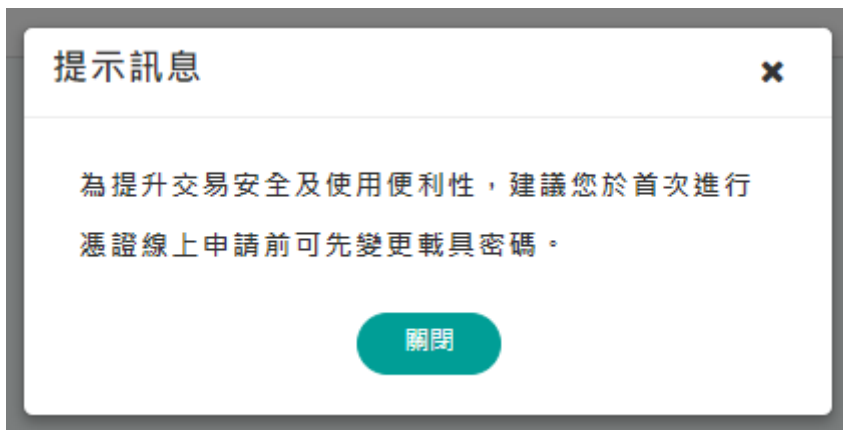 提示訊息
為提升交易安全及使用便利性，建議您於首次進行
憑證線上申請前可先變更載具密碼。
關閉